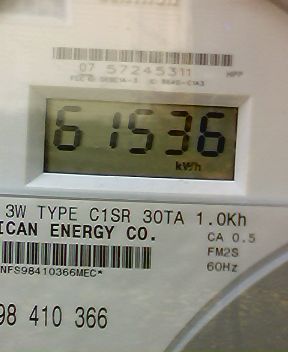 07 57245311 HPP
61536
kWh
3W TYPE C1SR 30TA 1.0Kh
ICAN ENERGY CO. CA 0.5
FM2S
NFS98410366MEC* 60Hz
98 410 366